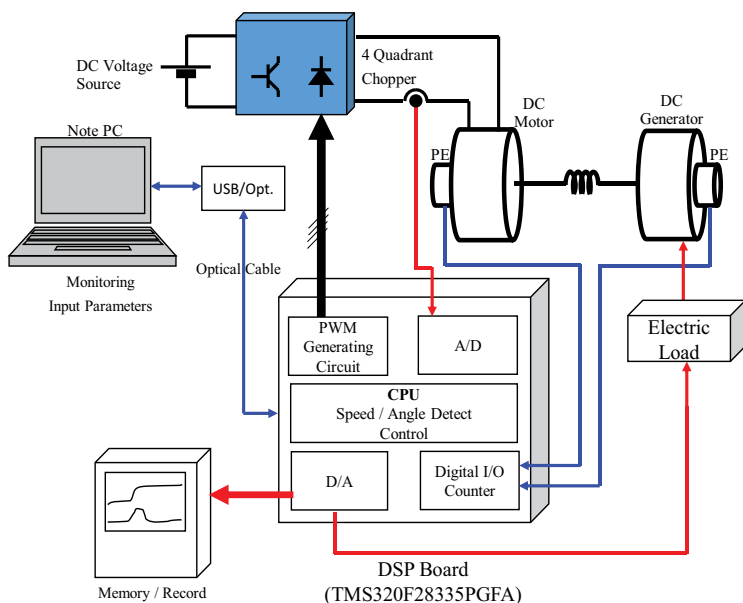 DC Voltage
Source
4 Quadrant
Chopper
DC
Motor
DC
Generator
Note PC
PE
PE
USB/Opt.
Monitoring
Input Parameters
Optical Cable
PWM
Generating
Circuit
A/D
Electric
Load
CPU
Speed / Angle Detect
Control
D/A
Digital I/O
Counter
Memory / Record
DSP Board
(TMS320F28335PGFA)